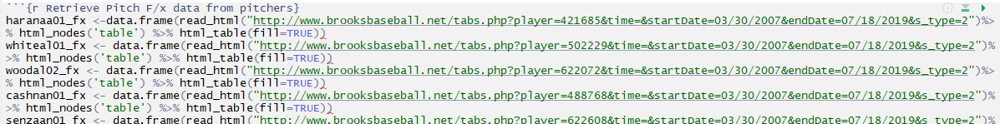 ```{r Retrieve Pitch F/x data from pitchers}
haranaa01_fx <-data.frame(read_html("http://www.brooksbaseball.net/tabs.php?player=421685&time=&startDate=03/30/2007&endDate=07/18/2019&s_type=2")%>
% html_nodes('table') %>% html_table(fill=TRUE))
whiteal01_fx <- data.frame(read_html("http://www.brooksbaseball.net/tabs.php?player=502229&time=&startDate=03/30/2007&endDate=07/18/2019&s_type=2")%
>% html_nodes('table') %>% html_table(fill=TRUE))
woodal02_fx <- data.frame(read_html("http://www.brooksbaseball.net/tabs.php?player=622072&time=&startDate=03/30/2007&endDate=07/18/2019&s_type=2")%>
% html_nodes('table') %>% html_table(fill=TRUE))
cashnan01_fx <- data.frame(read_html("http://www.brooksbaseball.net/tabs.php?player=488768&time=&startDate=03/30/2007&endDate=07/18/2019&s_type=2")%
>% html_nodes('table') %>% html_table(fill=TRUE))
senzaan01_fx <- data.frame(read_html("http://www.brooksbaseball.net/tabs.php?player=622608&time=&startDate=03/30/2007&endDate=07/18/2019&s_type=2")%